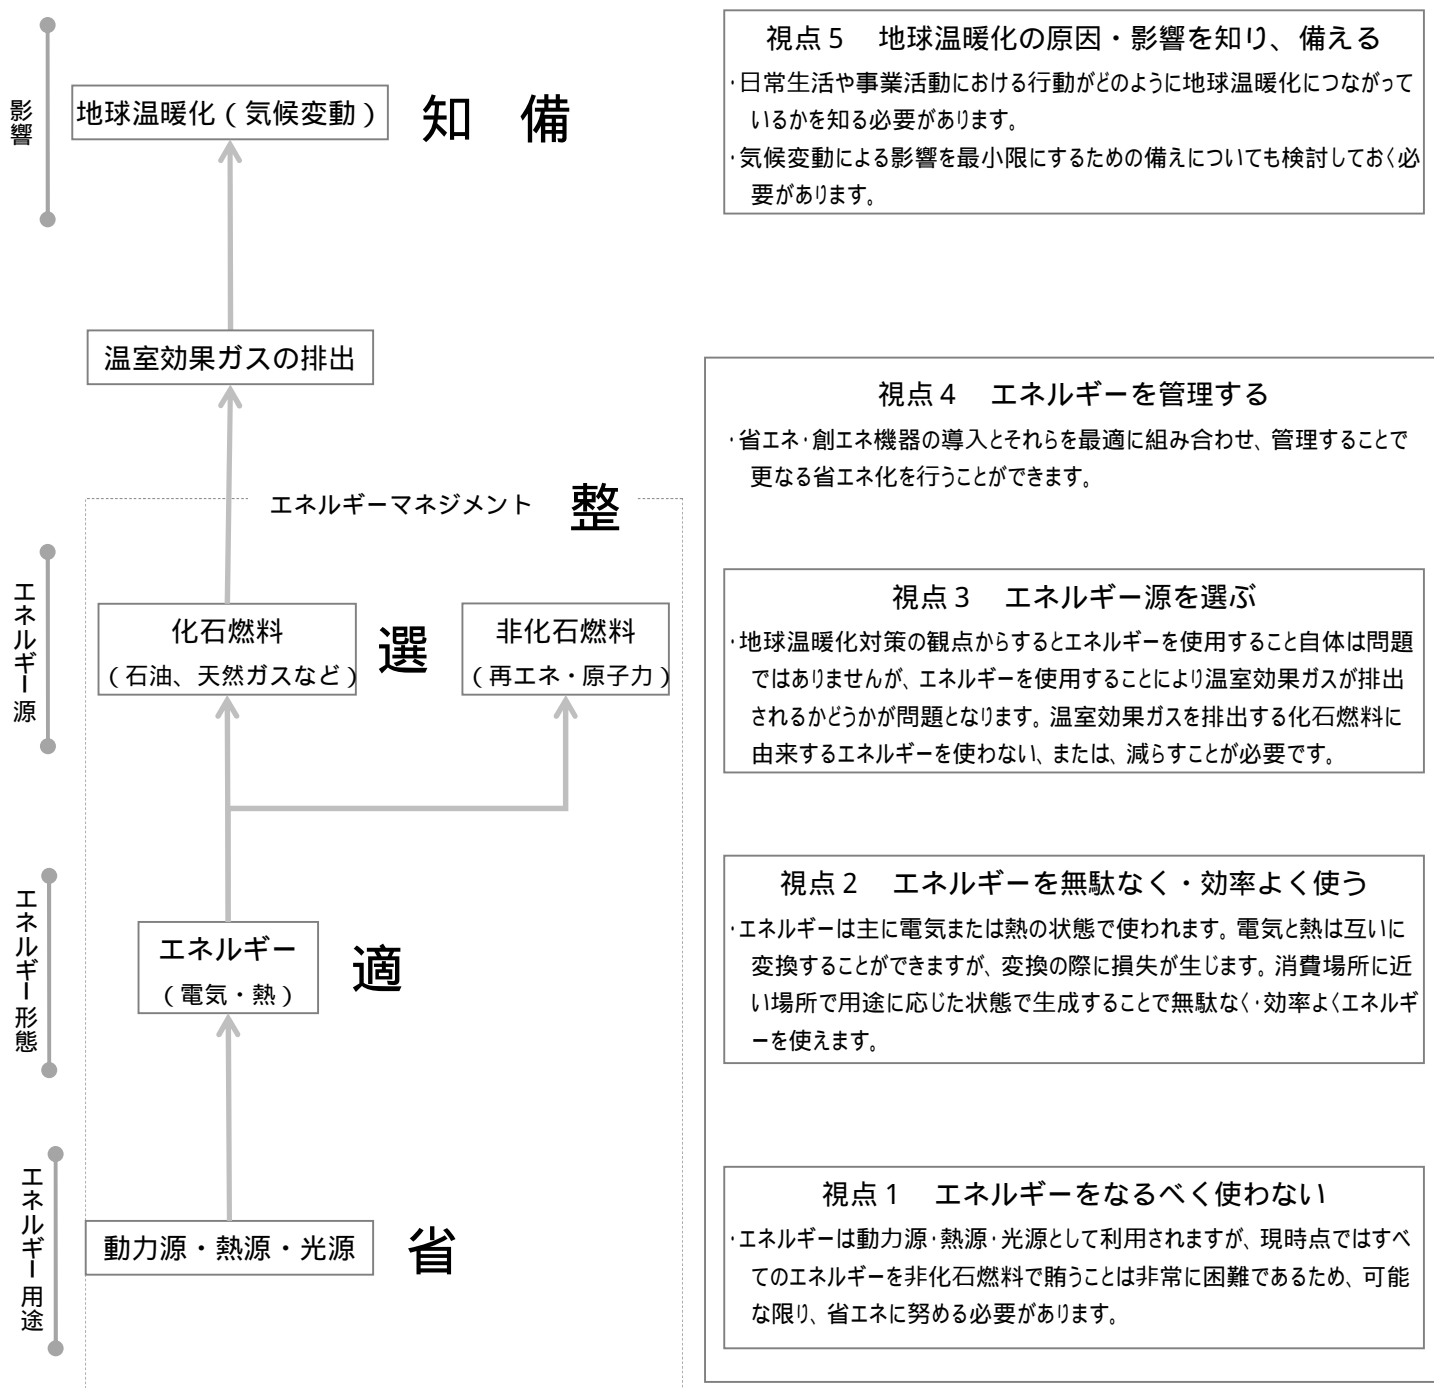 影響
地球温暖化(気候変動)
知 備
視点5 地球温暖化の原因・影響を知り、備える
・日常生活や事業活動における行動がどのように地球温暖化につながって
いるかを知る必要があります。
・気候変動による影響を最小限にするための備えについても検討しておく必
要があります。
温室効果ガスの排出
視点4 エネルギーを管理する
・省エネ・創エネ機器の導入とそれらを最適に組み合わせ、管理することで
更なる省エネ化を行うことができます。
エネルギーマネジメント 整
エネルギー源
化石燃料
(石油、天然ガスなど)
選
非化石燃料
(再エネ・原子力)
視点3 エネルギー源を選ぶ
・地球温暖化対策の観点からするとエネルギーを使用すること自体は問題
ではありませんが、エネルギーを使用することにより温室効果ガスが排出
されるかどうかが問題となります。温室効果ガスを排出する化石燃料に
由来するエネルギーを使わない、または、減らすことが必要です。
エネルギー形態
エネルギー
(電気・熱)
適
視点2 エネルギーを無駄なく・効率よく使う
・エネルギーは主に電気または熱の状態で使われます。電気と熱は互いに
変換することができますが、変換の際に損失が生じます。消費場所に近
い場所で用途に応じた状態で生成することで無駄なく・効率よくエネルギ
ーを使えます。
エネルギー用途
動力源・熱源・光源
省
視点1 エネルギーをなるべく使わない
・エネルギーは動力源・熱源・光源として利用されますが、現時点ではすべ
てのエネルギーを非化石燃料で賄うことは非常に困難であるため、可能
な限り、省エネに努める必要があります。